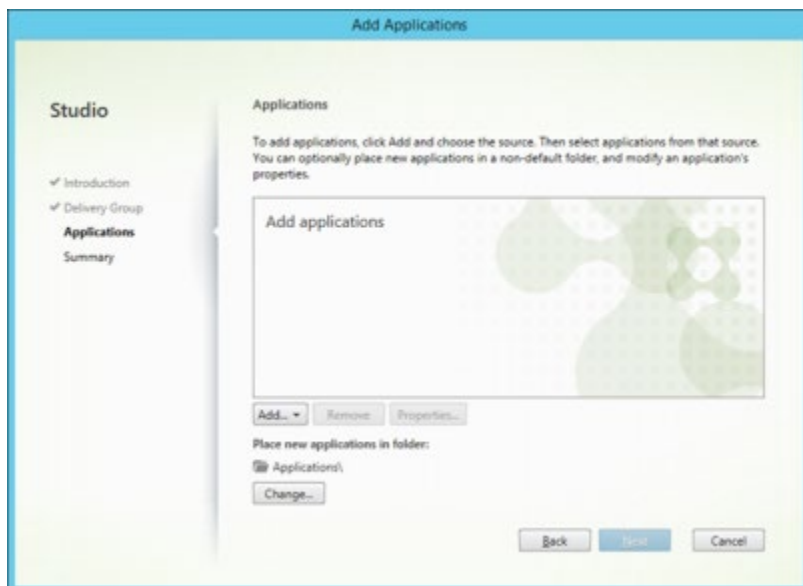 Add Applications
Studio
✓ Introduction
✓ Delivery Group
Applications
Summary
Applications
To add applications, click Add and choose the source. Then select applications from that source.
You can optionally place new applications in a non-default folder, and modify an application's
properties.
Add applications
Add...
Remove
Properties...
Place new applications in folder:
Applications\
Change...
Back
Next
Cancel